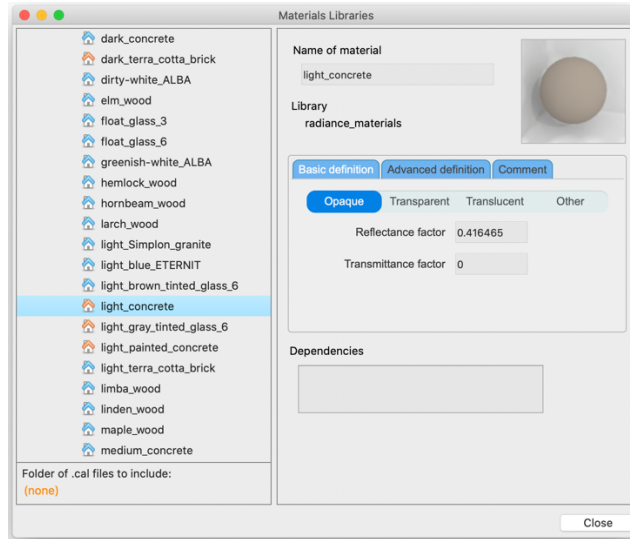 Materials Libraries
dark_concrete
dark_terra_cotta_brick
dirty-white_ALBA
elm_wood
float_glass_3
float_glass_6
greenish-white_ALBA
hemlock_wood
hornbeam_wood
larch_wood
light_Simplon_granite
light_blue_ETERNIT
light_brown_tinted_glass_6
light_concrete
light_gray_tinted_glass_6
light_painted_concrete
light_terra_cotta_brick
limba_wood
linden_wood
maple_wood
medium_concrete
Folder of .cal files to include:
(none)
Name of material
light_concrete
Library
radiance_materials
Basic definition Advanced definition Comment
Opaque Transparent Translucent Other
Reflectance factor 0.416465
Transmittance factor 0
Dependencies
Close